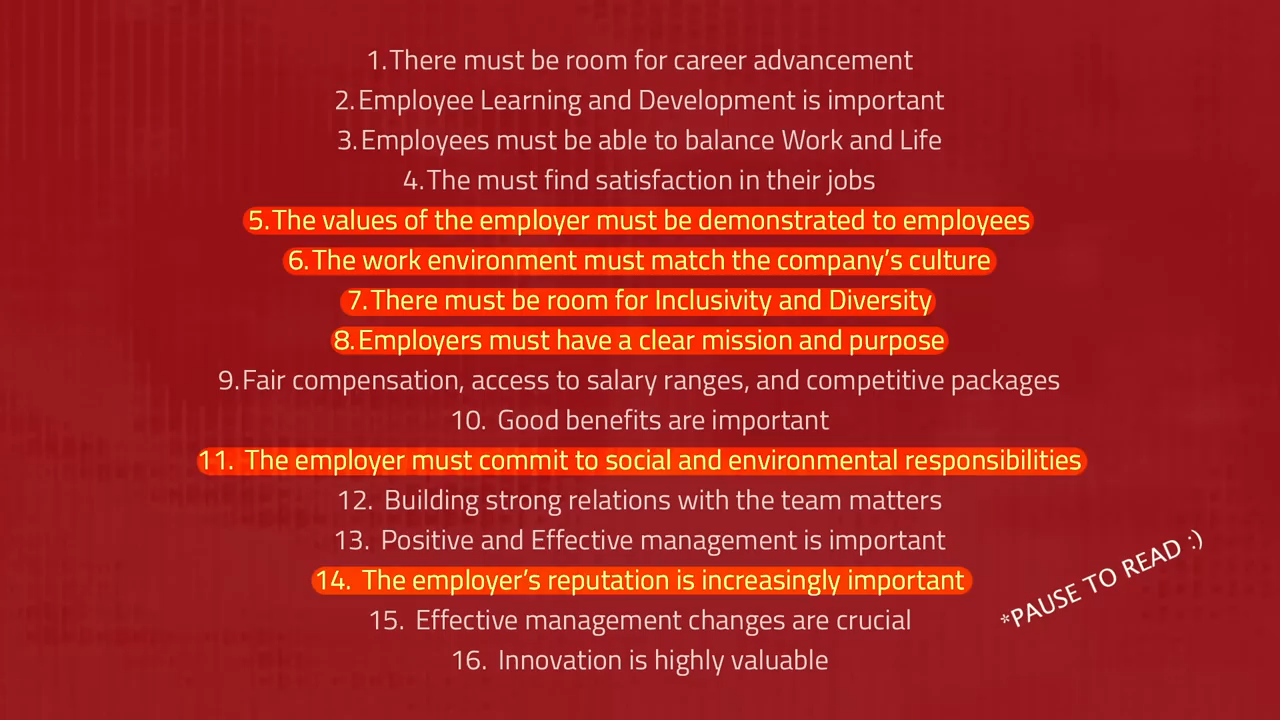 1.There must be room for career advancement
2.Employee Learning and Development is important
3.Employees must be able to balance Work and Life
4.The must find satisfaction in their jobs
5.The values of the employer must be demonstrated to employees
6.The work environment must match the company’s culture
7.There must be room for Inclusivity and Diversity
8.Employers must have a clear mission and purpose
9.Fair compensation, access to salary ranges, and competitive packages
10. Good benefits are important
11. The employer must commit to social and environmental responsibilities
12. Building strong relations with the team matters
13. Positive and Effective management is important
14. The employer’s reputation is increasingly important
15. Effective management changes are crucial
16. Innovation is highly valuable
*PAUSE TO READ :)